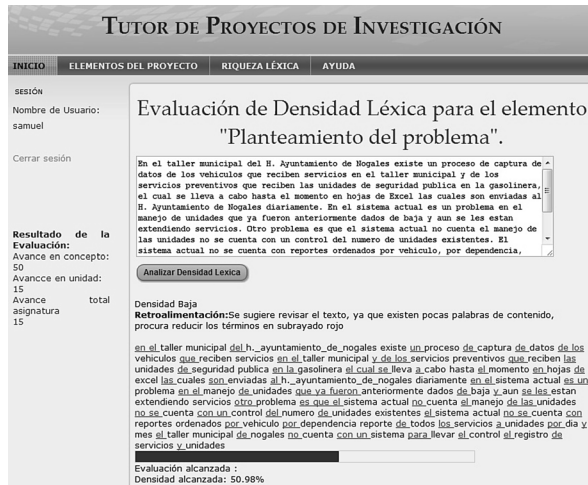 TUTOR DE PROYECTOS DE INVESTIGACIÓN
INICIO ELEMENTOS DEL PROYECTO RIQUEZA LÉXICA AYUDA
SESIÓN
Nombre de Usuario:
samuel
Cerrar sesión
Resultado de la
Evaluación:
Avance en concepto:
50
Avancce en unidad:
15
Avance total
asignatura
15
Evaluación de Densidad Léxica para el elemento
"Planteamiento del problema".
En el taller municipal del H. Ayuntamiento de Nogales existe un proceso de captura de
datos de los vehiculos que reciben servicios en el taller municipal y de los
servicios preventivos que reciben las unidades de seguridad publica en la gasolinera,
el cual se lleva a cabo hasta el momento en hojas de Excel las cuales son enviadas al
H. Ayuntamiento de Nogales diariamente. En el sistema actual es un problema en el
manejo de unidades que ya fueron anteriormente dados de baja y aun se les estan
extendiendo servicios. Otro problema es que el sistema actual no cuenta el manejo de
las unidades no se cuenta con un control del numero de unidades existentes. El
sistema actual no se cuenta con reportes ordenados por vehiculo, por dependencia,
Analizar Densidad Lexica
Densidad Baja
Retroalimentación:Se sugiere revisar el texto, ya que existen pocas palabras de contenido,
procura reducir los términos en subrayado rojo
en el taller municipal del h._ayuntamiento_de_nogales existe un proceso de captura de datos de los
vehiculos que reciben servicios en el taller municipal y de los servicios preventivos que reciben las
unidades de seguridad publica en la gasolinera el cual se lleva a cabo hasta el momento en hojas de
excel las cuales son enviadas al h._ayuntamiento_de_nogales diariamente en el sistema actual es un
problema en el manejo de unidades que ya fueron anteriormente dados de baja y aun se les estan
extendiendo servicios otro problema es que el sistema actual no cuenta el manejo de las unidades
no se cuenta con un control del numero de unidades existentes el sistema actual no se cuenta con
reportes ordenados por vehiculo por dependencia reporte de todos los servicios a unidades por dia y
mes el taller municipal de nogales no cuenta con un sistema para llevar el control el registro de
servicios y unidades
Evaluación alcanzada :
Densidad alcanzada: 50.98%